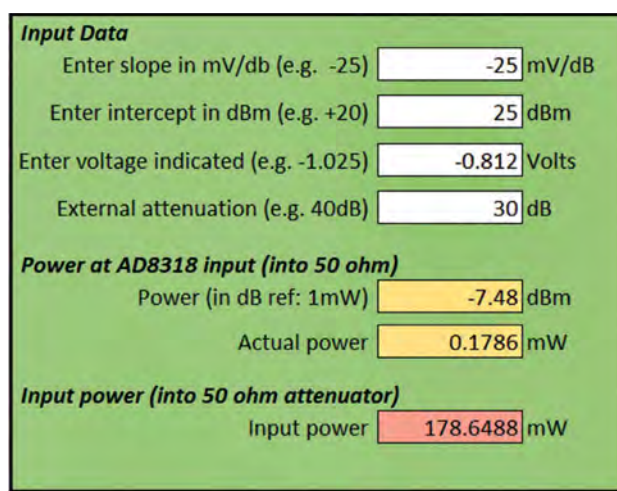 Input Data
Enter slope in mV/db (e.g. -25) -25 mV/dB
Enter intercept in dBm (e.g. +20) 25 dBm
Enter voltage indicated (e.g. -1.025) -0.812 Volts
External attenuation (e.g. 40dB) 30 dB
Power at AD8318 input (into 50 ohm)
Power (in dB ref: 1mW) -7.48 dBm
Actual power 0.1786 mW
Input power (into 50 ohm attenuator)
Input power 178.6488 mW